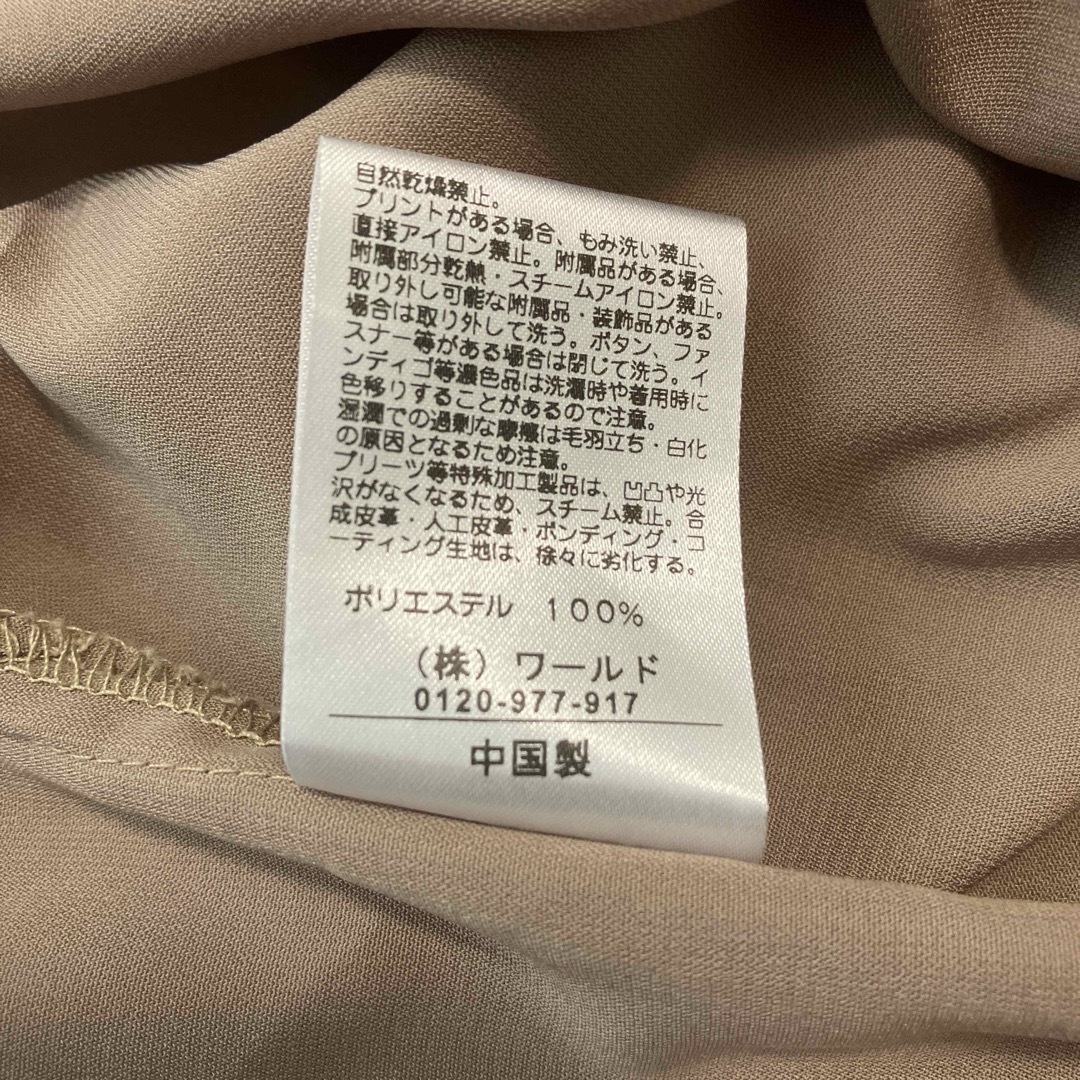 自然乾燥禁止。
プリントがある場合、もみ洗い禁止、
直接アイロン禁止。附属品がある場合、
附属部分乾熱・スチームアイロン禁止。
取り外し可能な附属品・装飾品がある
場合は取り外して洗う。ボタン、ファ
スナー等がある場合は閉じて洗う。イ
ンディゴ等濃色品は洗濯時や着用時に
色移りすることがあるので注意。
湿潤での過剰な摩擦は毛羽立ち・白化
の原因となるため注意。
プリーツ等特殊加工製品は、凹凸や光
沢がなくなるため、スチーム禁止。合
成皮革・人工皮革・ボンディング・コ
ーティング生地は、徐々に劣化する。
ポリエステル 100%
(株)ワールド
0120-977-917
中国製